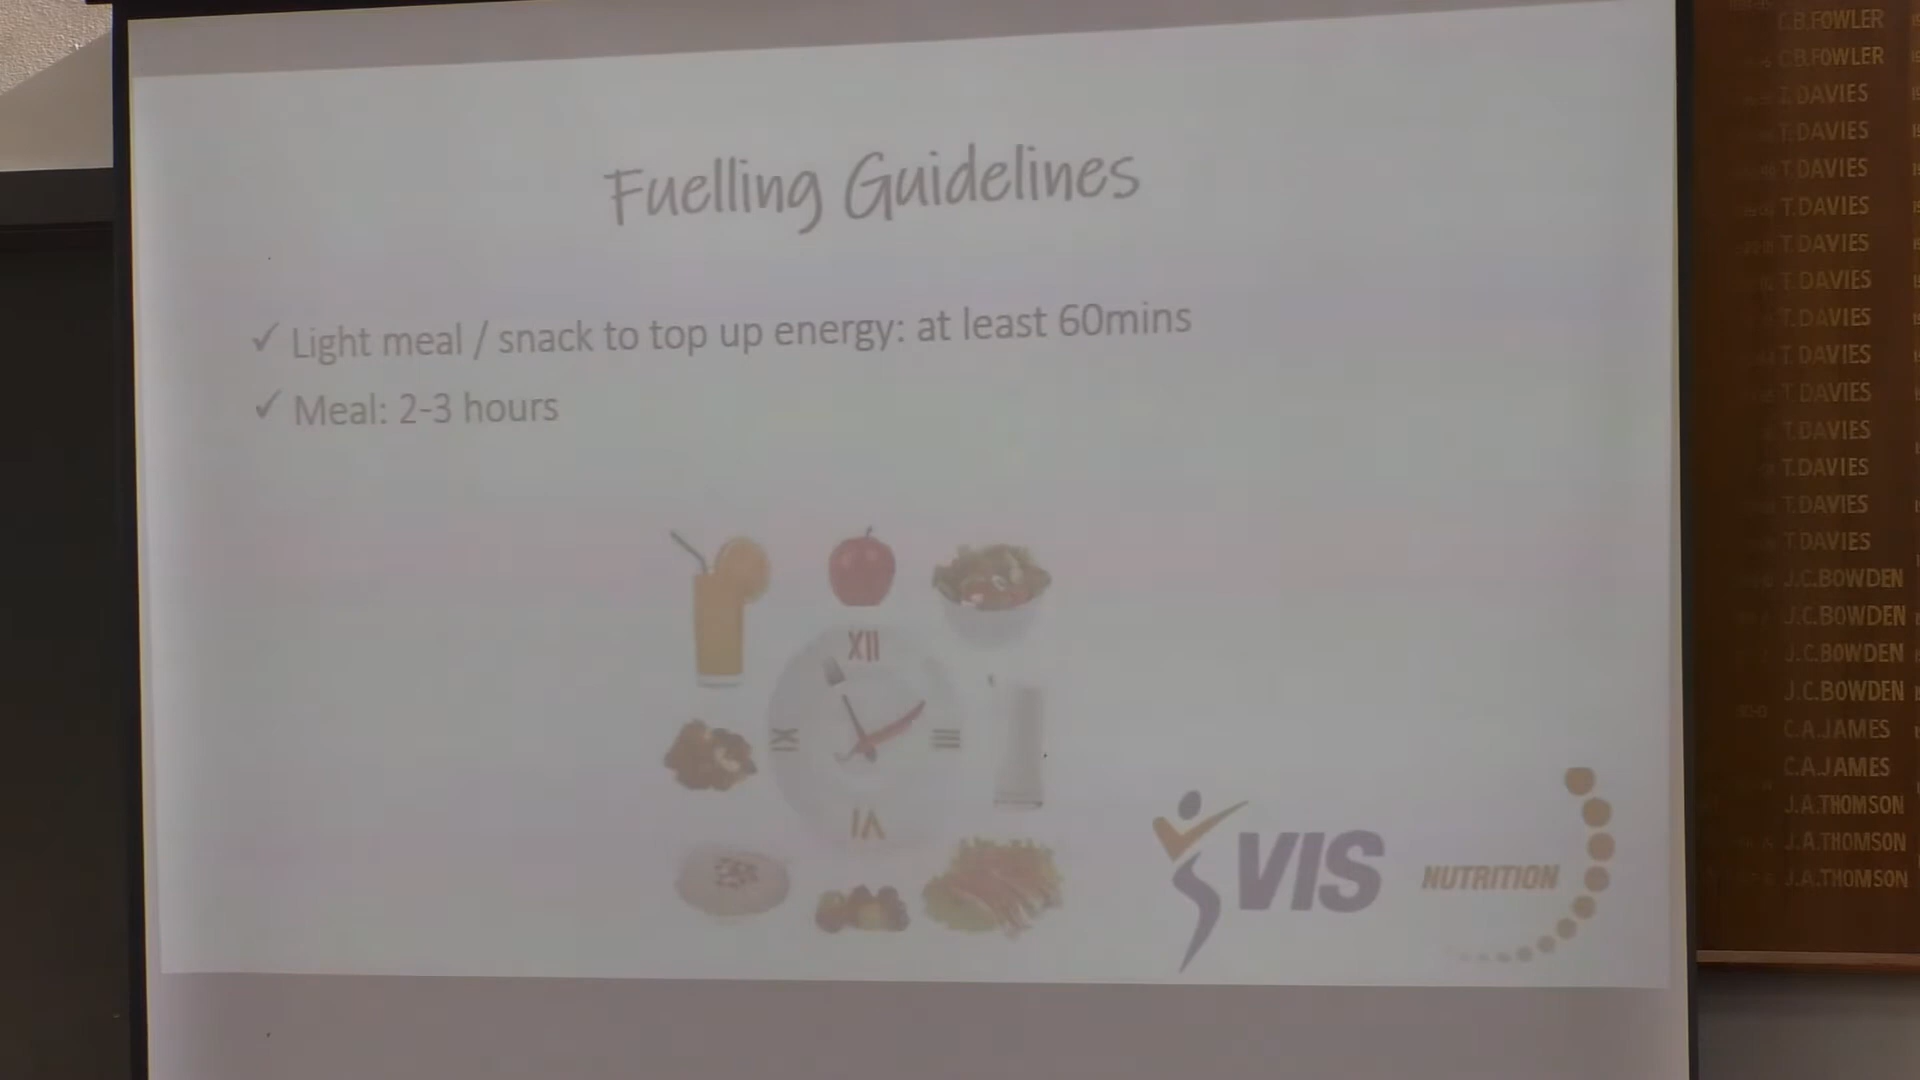 Fuelling Guidelines
✓ Light meal / snack to top up energy: at least 60mins
✓ Meal: 2-3 hours
XII
III
VI
IX
VIS
NUTRITION
C.B.FOWLER
C.B.FOWLER
T.DAVIES
T.DAVIES
T.DAVIES
T.DAVIES
T.DAVIES
T.DAVIES
T.DAVIES
T.DAVIES
T.DAVIES
T.DAVIES
T.DAVIES
T.DAVIES
T.DAVIES
J.C.BOWDEN
J.C.BOWDEN
J.C.BOWDEN
J.C.BOWDEN
C.A.JAMES
C.A.JAMES
J.A.THOMSON
J.A.THOMSON
J.A.THOMSON